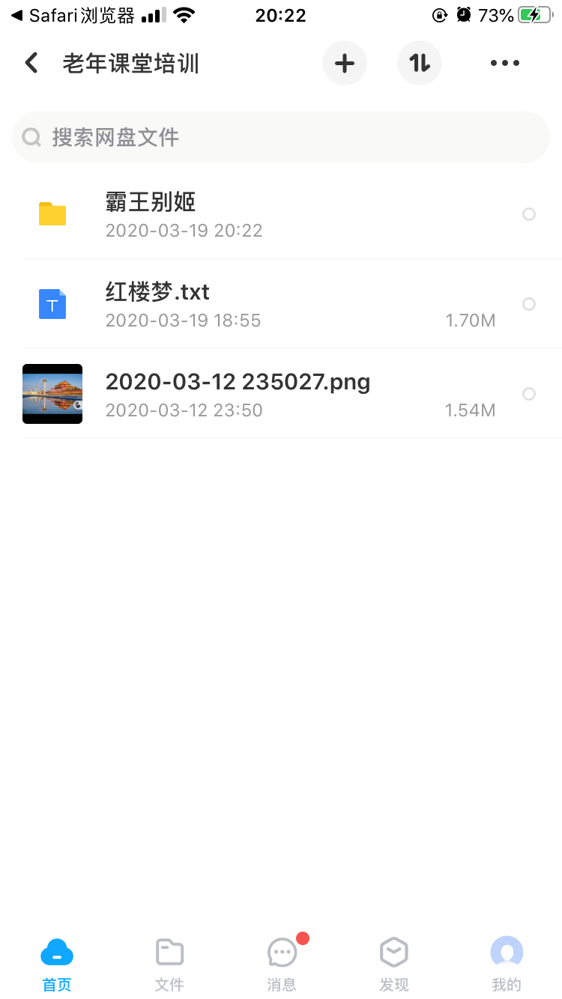 Safari浏览器 20:22 73%
老年课堂培训
搜索网盘文件
霸王别姬
2020-03-19 20:22
红楼梦.txt
2020-03-19 18:55 1.70M
T
2020-03-12 235027.png
2020-03-12 23:50 1.54M
首页 文件 消息 发现 我的